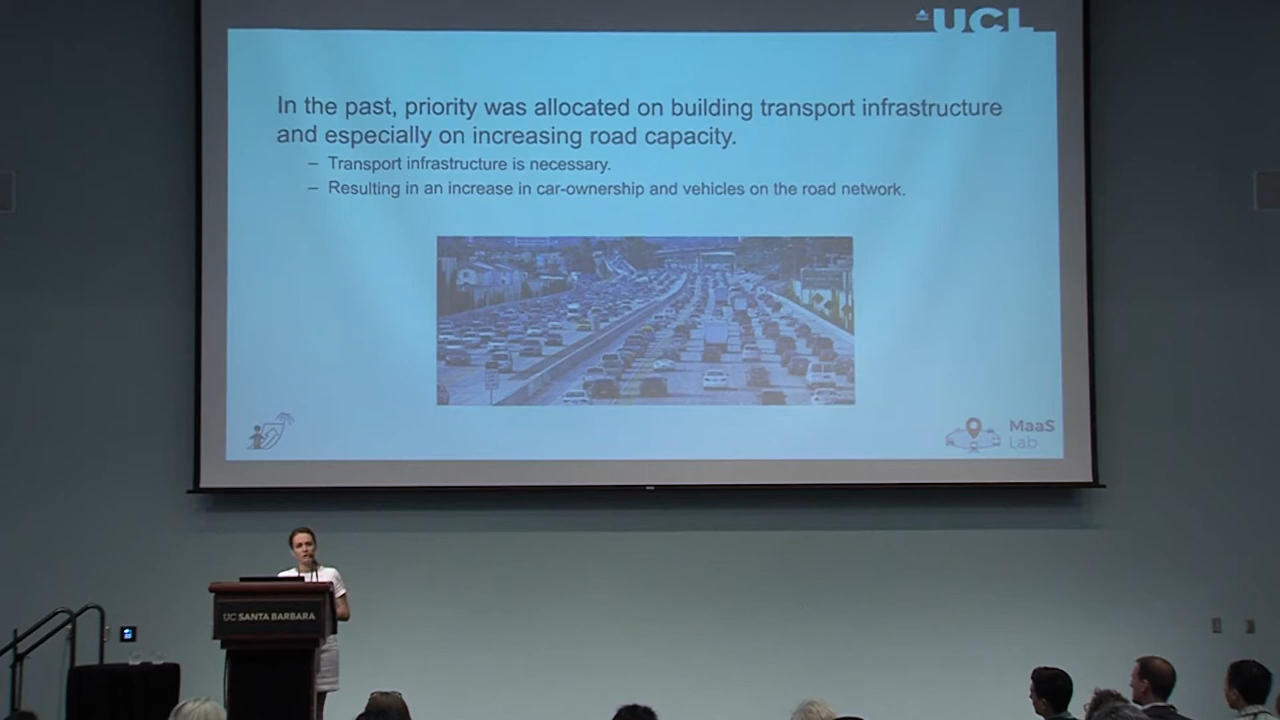 UCL
In the past, priority was allocated on building transport infrastructure
and especially on increasing road capacity.
– Transport infrastructure is necessary.
– Resulting in an increase in car-ownership and vehicles on the road network.
MaaS
Lab
UC SANTA BARBARA